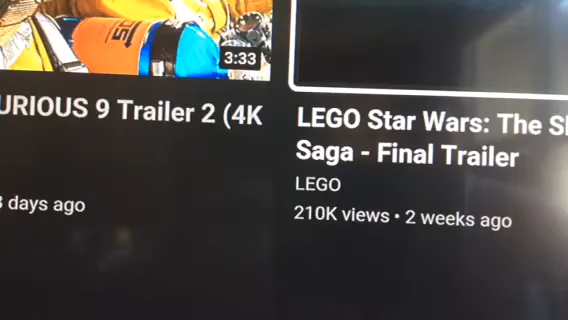 3:33
URIOUS 9 Trailer 2 (4K
days ago
LEGO Star Wars: The
Saga - Final Trailer
LEGO
210K views • 2 weeks ago